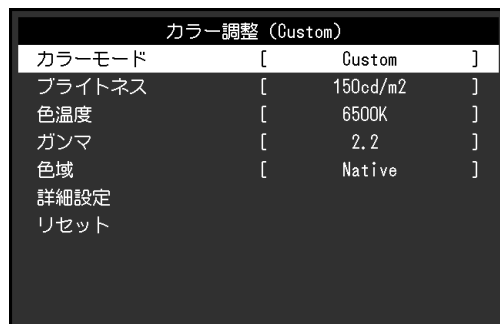 カラー調整 (Custom)
カラーモード [ Custom ]
ブライトネス [ 150cd/m2 ]
色温度 [ 6500K ]
ガンマ [ 2.2 ]
色域 [ Native ]
詳細設定
リセット